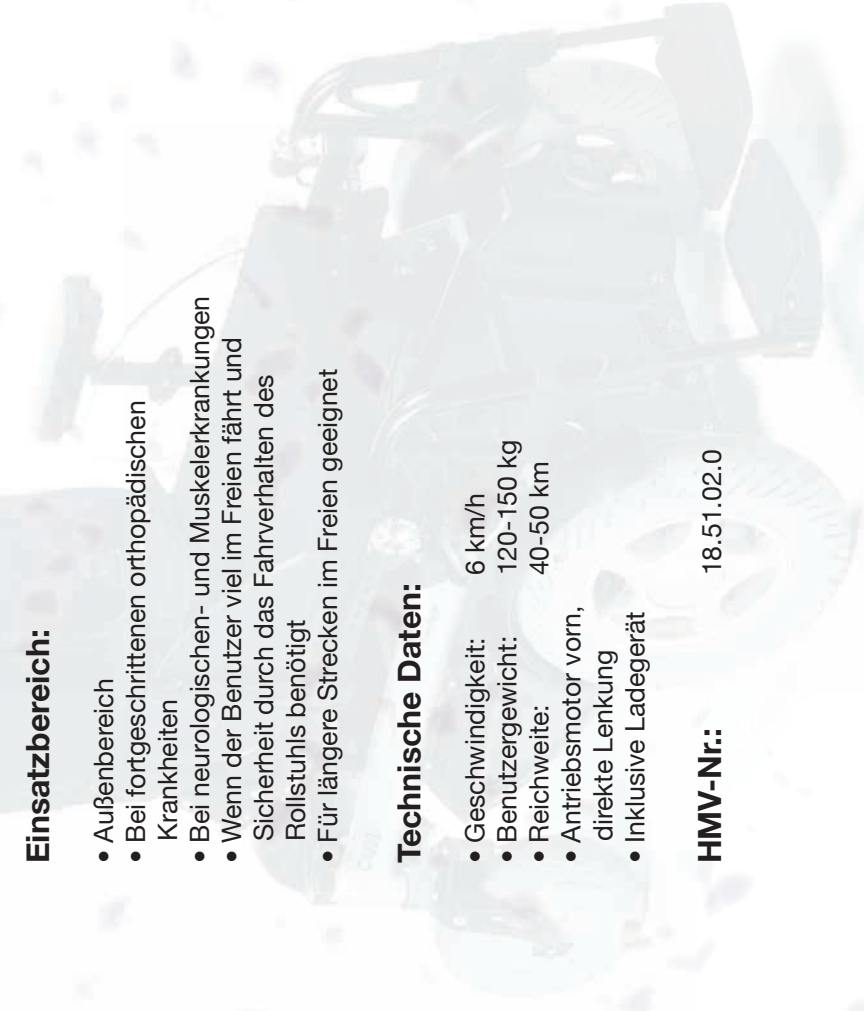 Einsatzbereich:
• Außenbereich
• Bei fortgeschrittenen orthopädischen
Krankheiten
• Bei neurologischen- und Muskelerkrankungen
• Wenn der Benutzer viel im Freien fährt und
Sicherheit durch das Fahrverhalten des
Rollstuhls benötigt
• Für längere Strecken im Freien geeignet
Technische Daten:
• Geschwindigkeit: 6 km/h
• Benutzergewicht: 120-150 kg
• Reichweite: 40-50 km
• Antriebsmotor vorn,
direkte Lenkung
• Inklusive Ladegerät
HMV-Nr.: 18.51.02.0